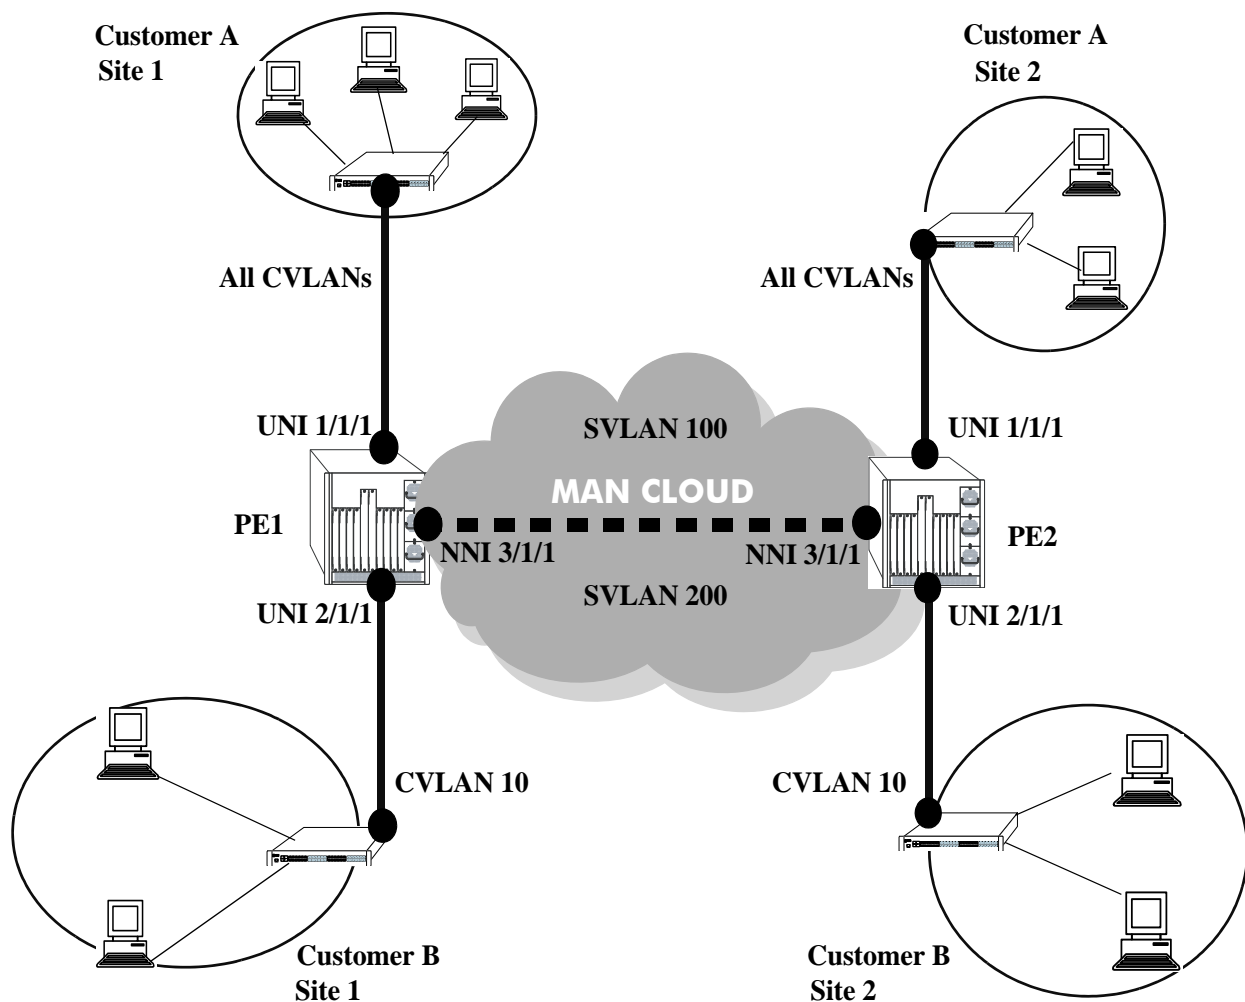 Customer A
Site 1
Customer A
Site 2
All CVLANs
All CVLANs
UNI 1/1/1
SVLAN 100
UNI 1/1/1
MAN CLOUD
PE1
NNI 3/1/1
NNI 3/1/1
PE2
UNI 2/1/1
SVLAN 200
UNI 2/1/1
CVLAN 10
CVLAN 10
Customer B
Site 1
Customer B
Site 2